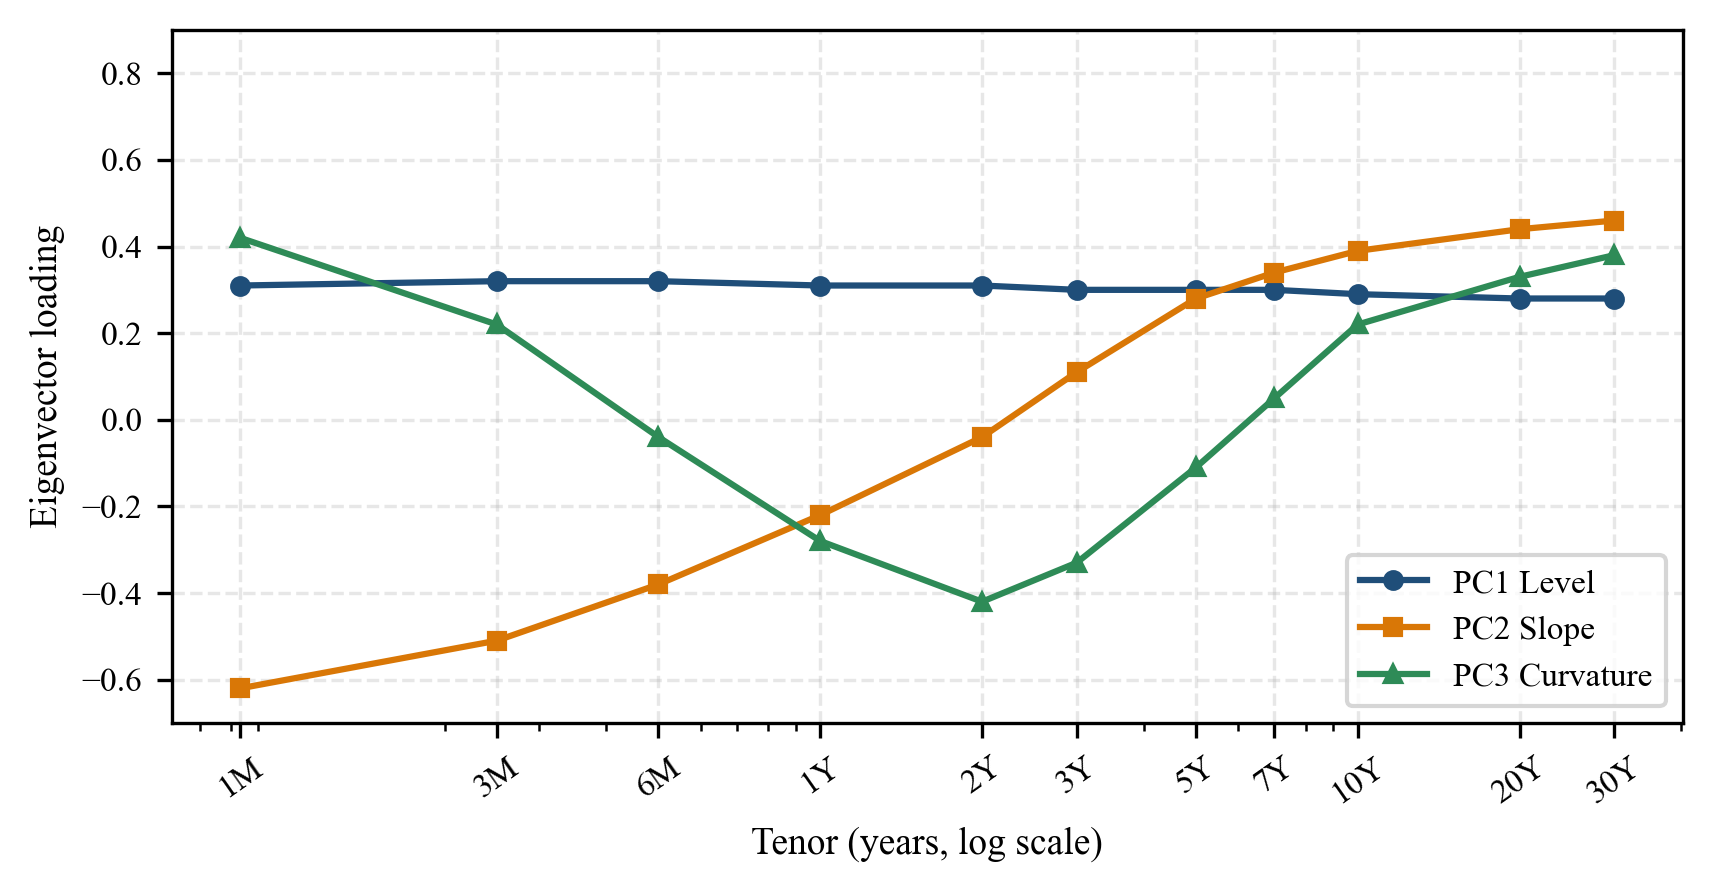 0.8
0.6
0.4
0.2
0.0
−0.2
−0.4
−0.6
Eigenvector loading
PC1 Level
PC2 Slope
PC3 Curvature
1M
3M
6M
1Y
2Y
3Y
5Y
7Y
10Y
20Y
30Y
Tenor (years, log scale)